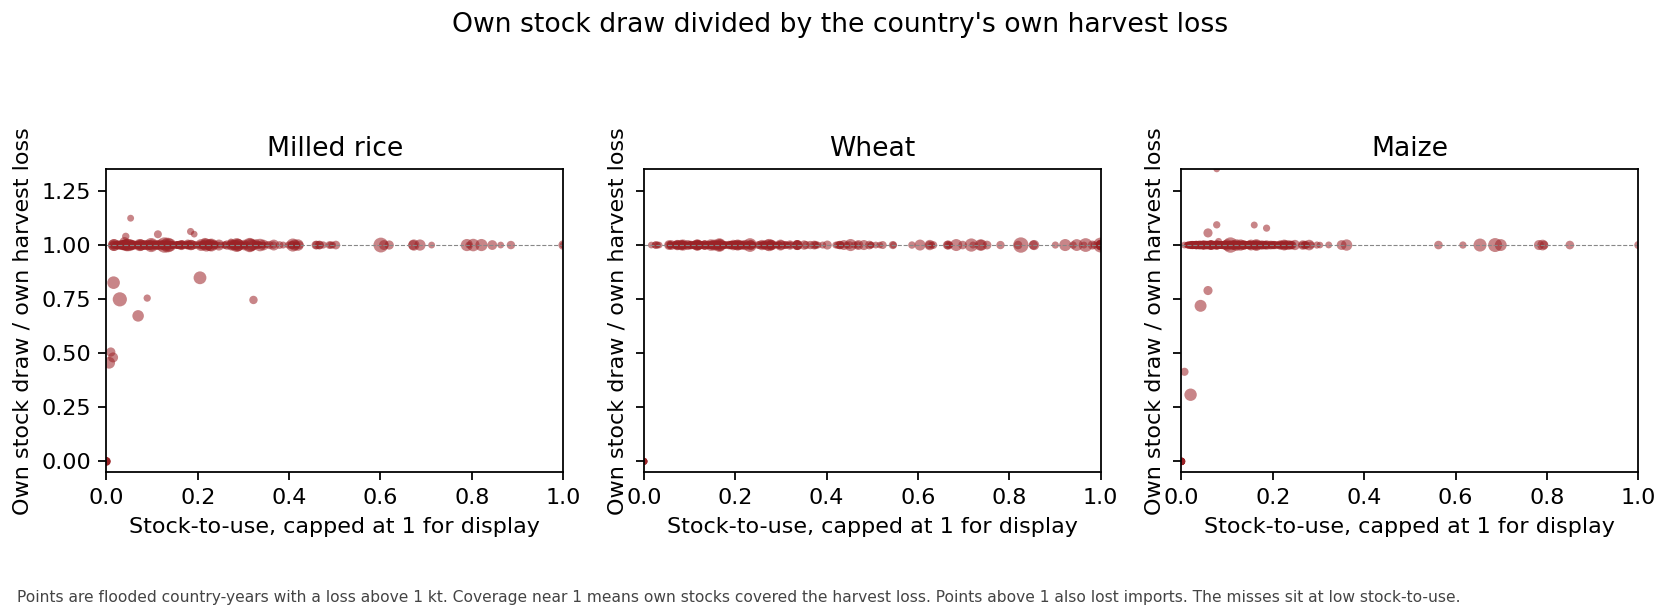 Own stock draw divided by the country's own harvest loss
Milled rice
Own stock draw / own harvest loss
1.25
1.00
0.75
0.50
0.25
0.00
0.0 0.2 0.4 0.6 0.8 1.0
Stock-to-use, capped at 1 for display
Wheat
Own stock draw / own harvest loss
0.0 0.2 0.4 0.6 0.8 1.0
Stock-to-use, capped at 1 for display
Maize
Own stock draw / own harvest loss
0.0 0.2 0.4 0.6 0.8 1.0
Stock-to-use, capped at 1 for display
Points are flooded country-years with a loss above 1 kt. Coverage near 1 means own stocks covered the harvest loss. Points above 1 also lost imports. The misses sit at low stock-to-use.